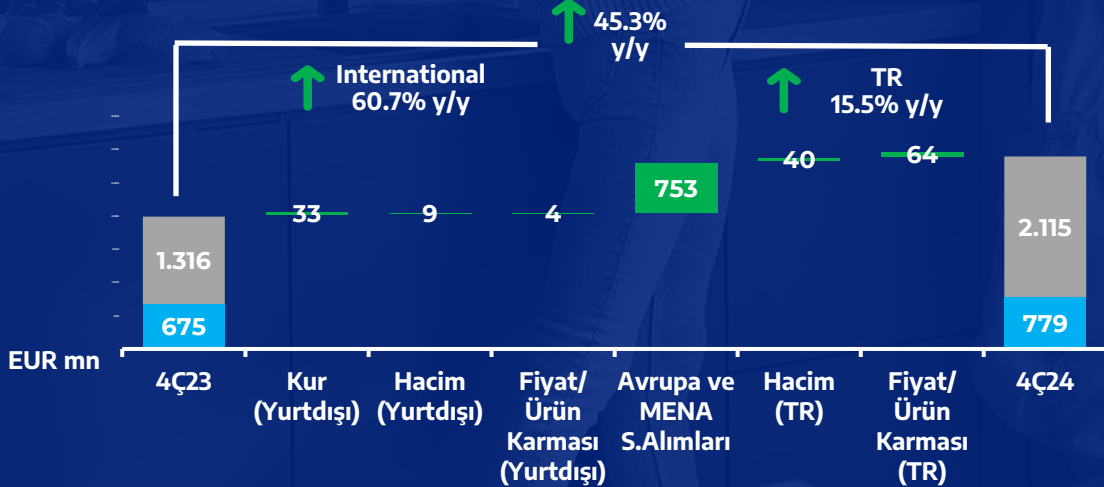 45.3%
y/y
International
60.7% y/y
TR
15.5% y/y
33
9
4
753
40
64
1.316
675
2.115
779
EUR mn
4Ç23
Kur
(Yurtdışı)
Hacim
(Yurtdışı)
Fiyat/
Ürün
Karması
(Yurtdışı)
Avrupa ve
MENA
S.Alımları
Hacim
(TR)
Fiyat/
Ürün
Karması
(TR)
4Ç24